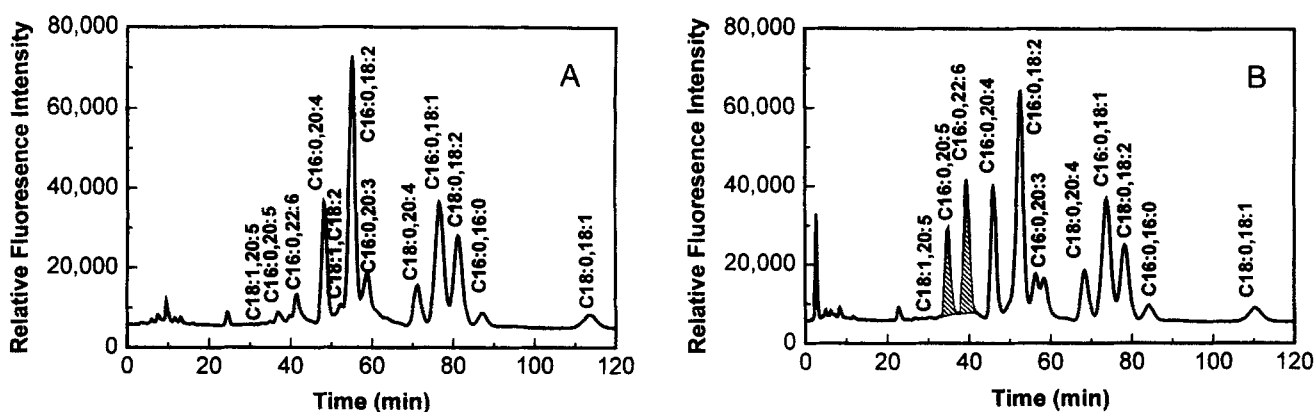 Relative Fluorescence Intensity
80,000
60,000
40,000
20,000
0
0 20 40 60 80 100 120
Time (min)
A
C18:1,20:5
C16:0,20:5
C16:0,22:6
C16:0,20:4
C18:1,C18:2
C16:0,18:2
C16:0,20:3
C18:0,20:4
C16:0,18:1
C18:0,18:2
C16:0,16:0
C18:0,18:1
Relative Fluorescence Intensity
80,000
60,000
40,000
20,000
0
0 20 40 60 80 100 120
Time (min)
B
C18:1,20:5
C16:0,20:5
C16:0,22:6
C16:0,20:4
C16:0,18:2
C16:0,20:3
C18:0,20:4
C16:0,18:1
C18:0,18:2
C16:0,16:0
C18:0,18:1